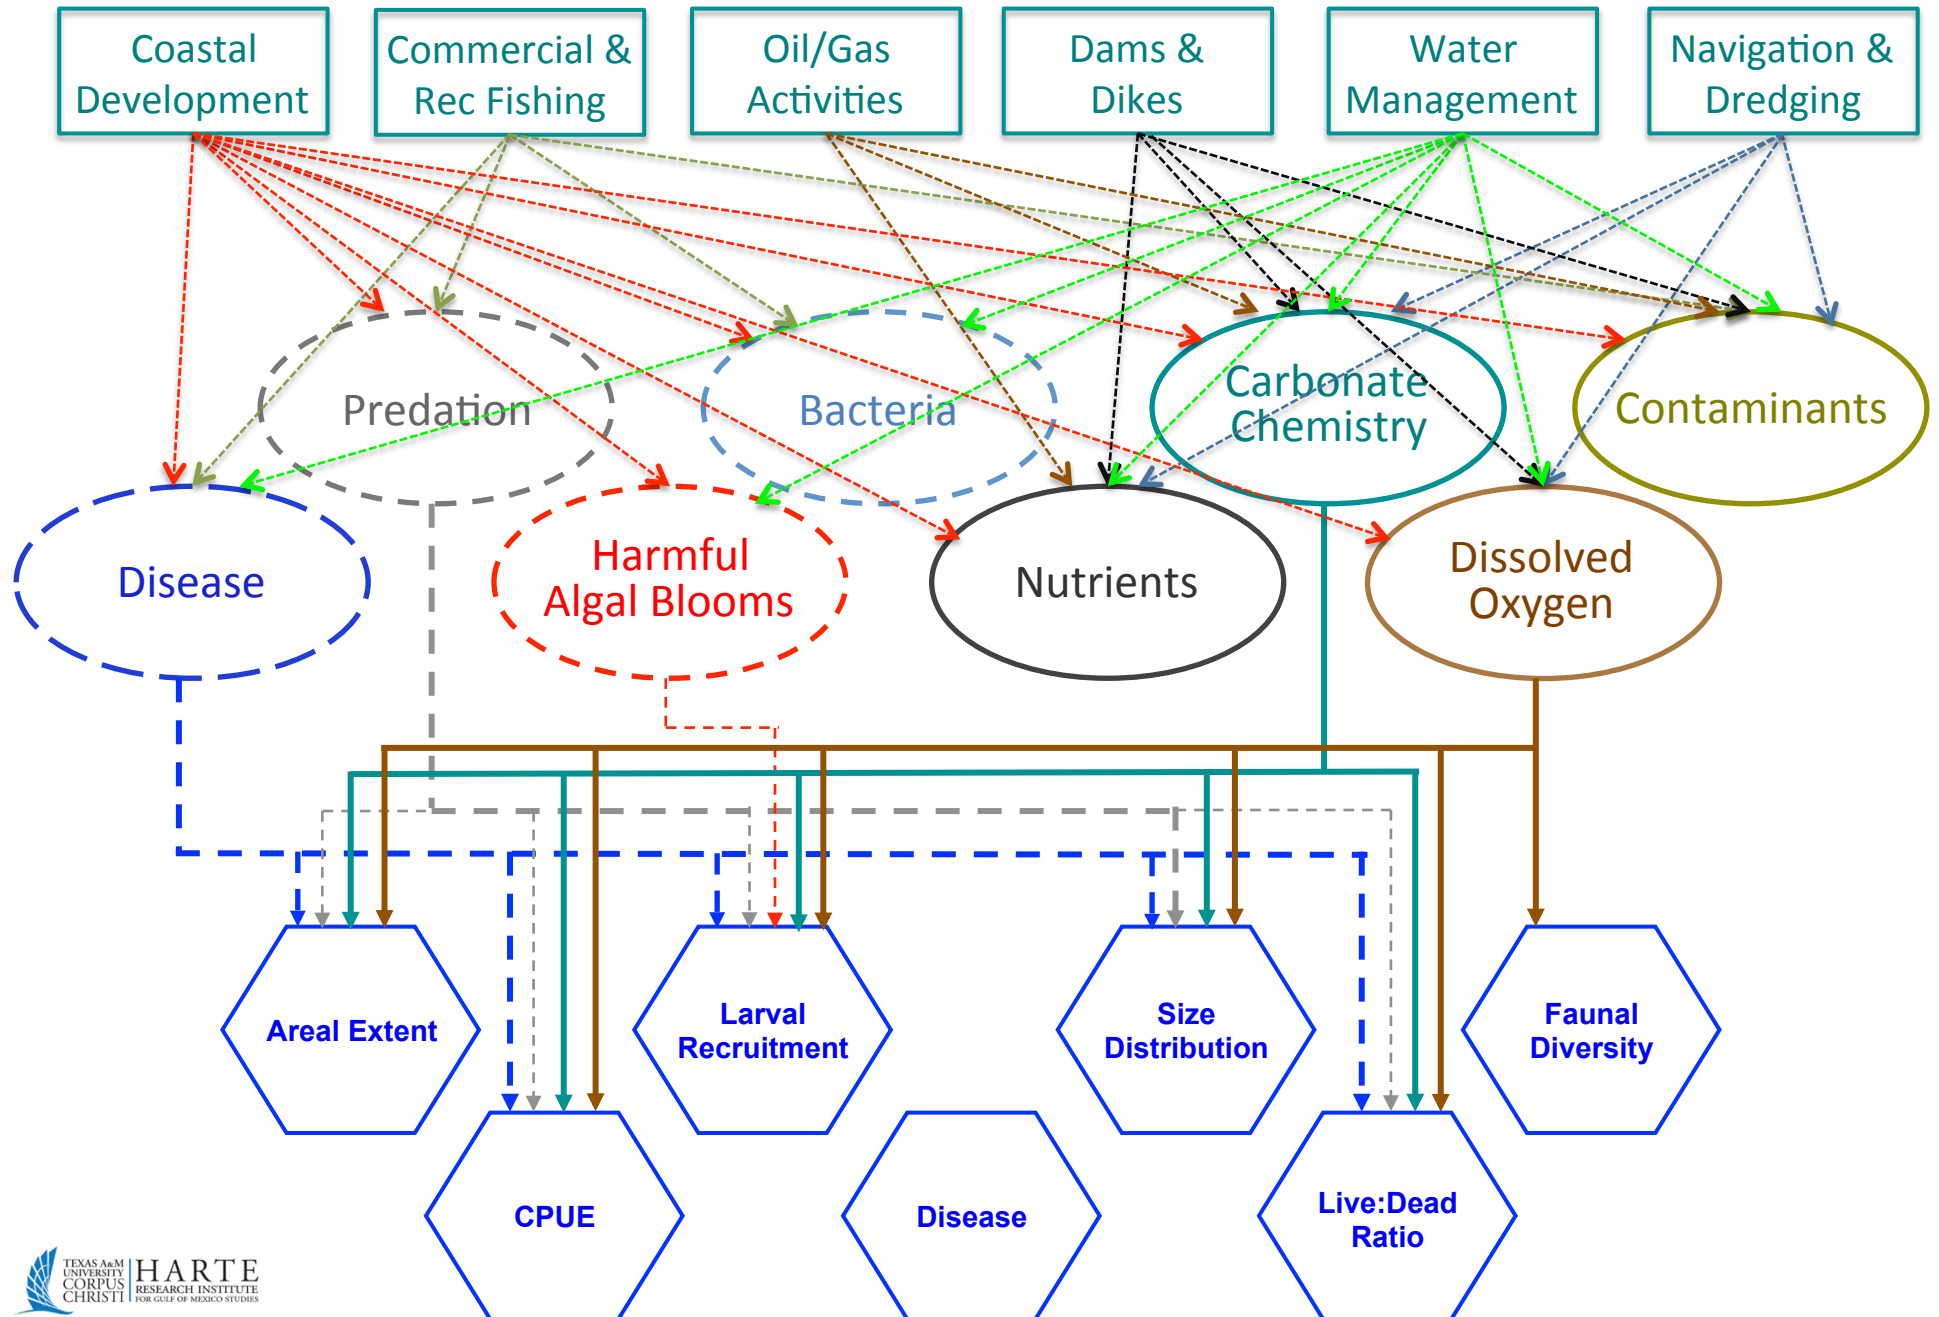 Coastal
Development
Commercial &
Rec Fishing
Oil/Gas
Activities
Dams &
Dikes
Water
Management
Navigation &
Dredging
Predation
Bacteria
Carbonate
Chemistry
Contaminants
Disease
Harmful
Algal Blooms
Nutrients
Dissolved
Oxygen
Areal Extent
Larval
Recruitment
Size
Distribution
Faunal
Diversity
CPUE
Disease
Live:Dead
Ratio
TEXAS A&M
UNIVERSITY
CORPUS
CHRISTI
HARTE
RESEARCH INSTITUTE
FOR GULF OF MEXICO STUDIES